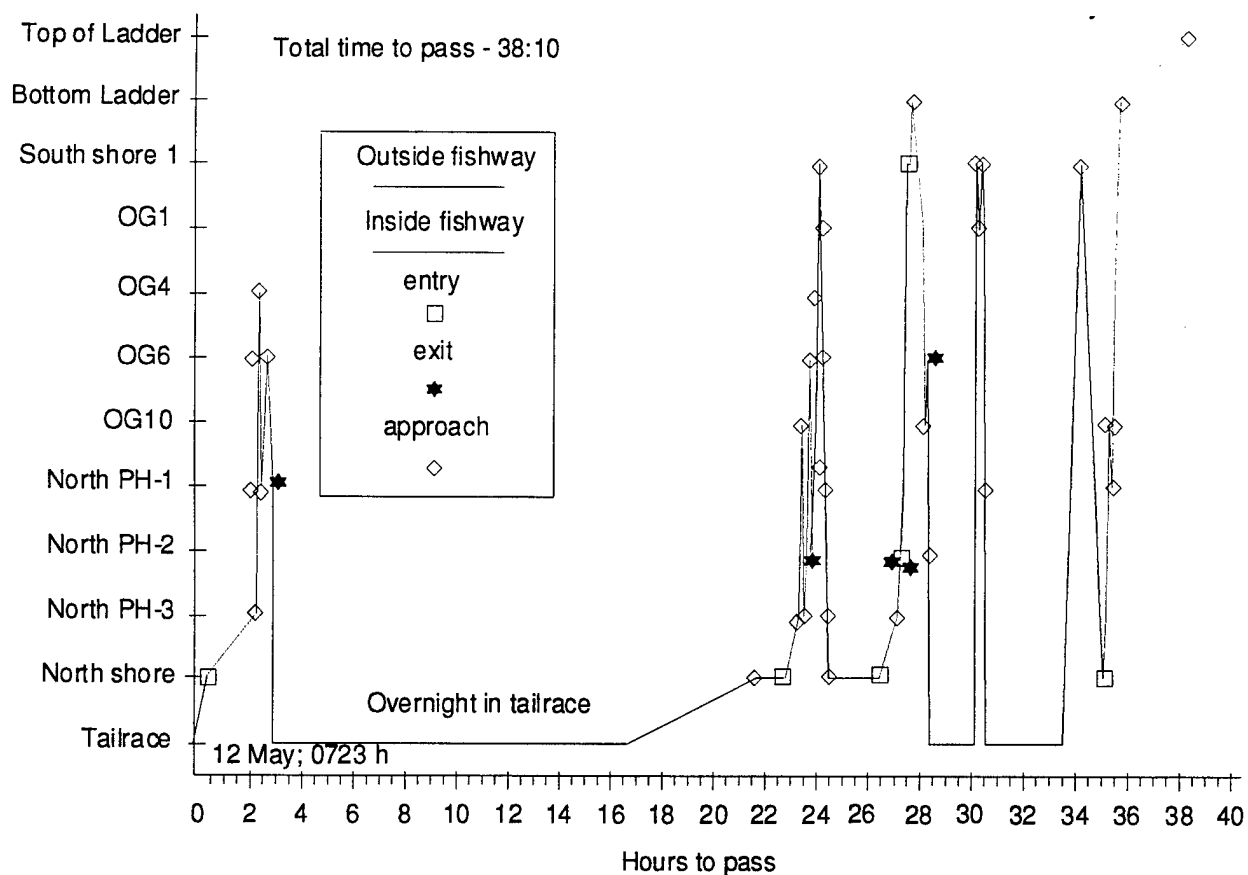 Top of Ladder
Total time to pass - 38:10
Bottom Ladder
South shore 1
Outside fishway
OG1
Inside fishway
OG4
entry
OG6
exit
OG10
approach
North PH-1
North PH-2
North PH-3
North shore
Overnight in tailrace
Tailrace
12 May; 0723 h
0 2 4 6 8 10 12 14 16 18 20 22 24 26 28 30 32 34 36 38 40
Hours to pass